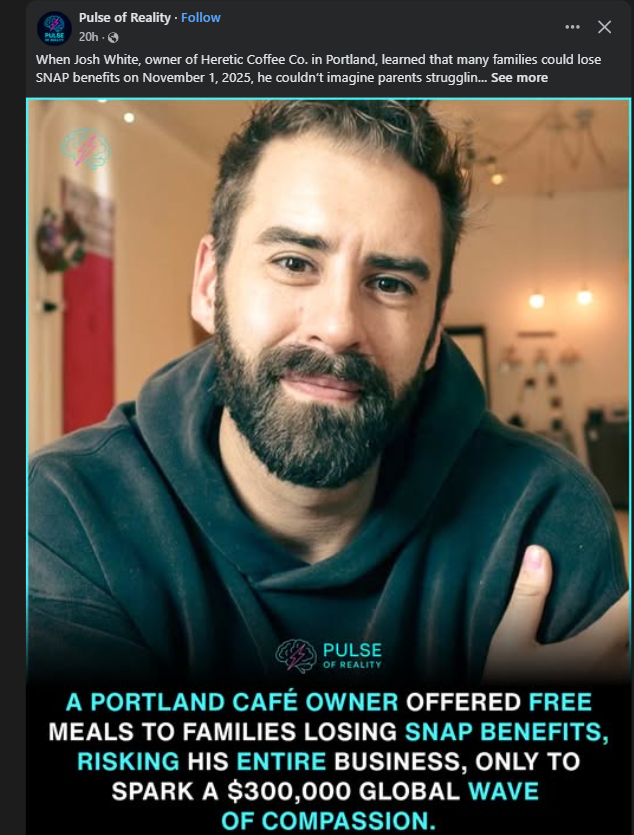 PULSE
OF REALITY
Pulse of Reality · Follow
20h ·
When Josh White, owner of Heretic Coffee Co. in Portland, learned that many families could lose
SNAP benefits on November 1, 2025, he couldn't imagine parents strugglin... See more
PULSE
OF REALITY
A PORTLAND CAFÉ OWNER OFFERED FREE
MEALS TO FAMILIES LOSING SNAP BENEFITS,
RISKING HIS ENTIRE BUSINESS, ONLY TO
SPARK A $300,000 GLOBAL WAVE
OF COMPASSION.